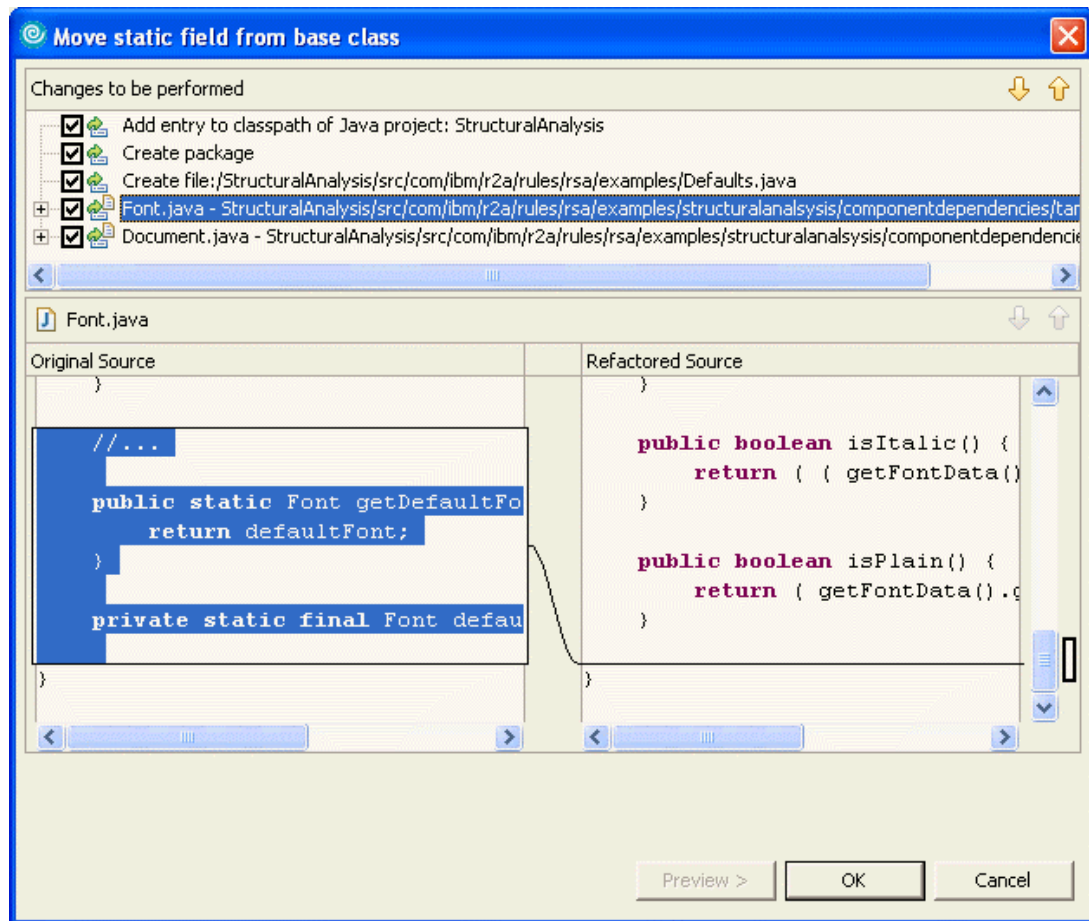 Move static field from base class
Changes to be performed
Add entry to classpath of Java project: StructuralAnalysis
Create package
Create file:/StructuralAnalysis/src/com/ibm/r2a/rules/rsa/examples/Defaults.java
Font.java - StructuralAnalysis/src/com/ibm/r2a/rules/rsa/examples/structuralanalsysis/componentdependencies/tar
Document.java - StructuralAnalysis/src/com/ibm/r2a/rules/rsa/examples/structuralanalsysis/componentdependencie
Font.java
Original Source
}
//...
public static Font getDefaultFo
return defaultFont;
}
private static final Font defau
}
Refactored Source
}
public boolean isItalic() {
return ( ( getFontData()
}
public boolean isPlain() {
return ( getFontData().g
}
}
Preview >
OK
Cancel